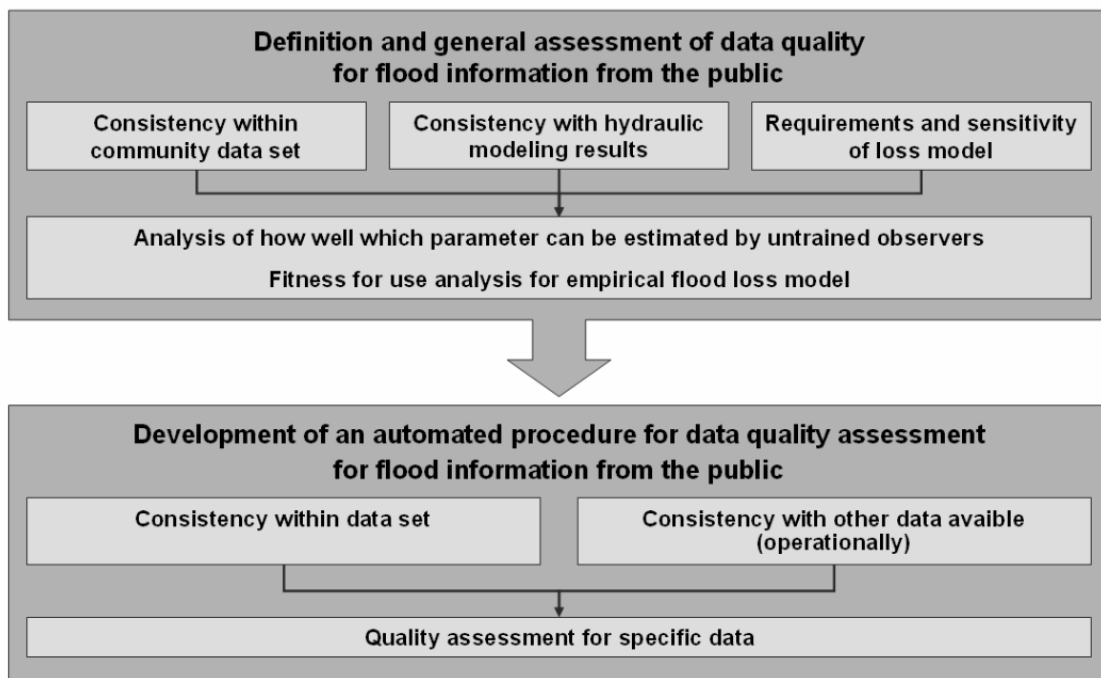 Definition and general assessment of data quality
for flood information from the public
Consistency within
community data set
Consistency with hydraulic
modeling results
Requirements and sensitivity
of loss model
Analysis of how well which parameter can be estimated by untrained observers
Fitness for use analysis for empirical flood loss model
Development of an automated procedure for data quality assessment
for flood information from the public
Consistency within data set
Consistency with other data avaible
(operationally)
Quality assessment for specific data